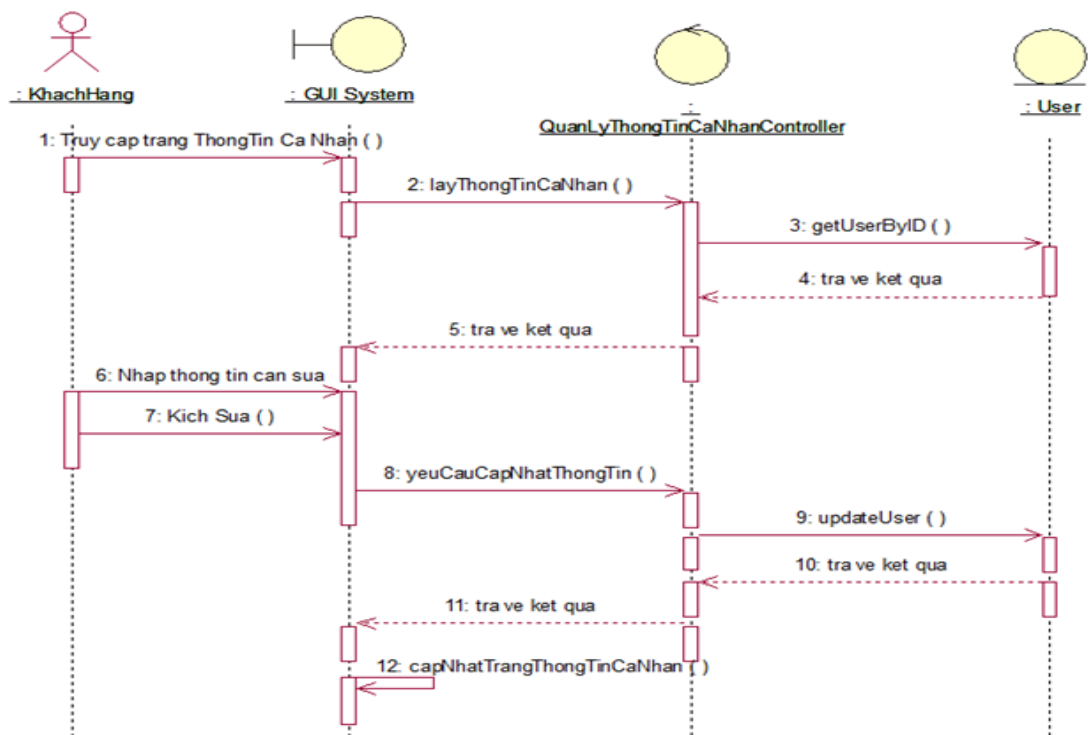 : KhachHang
: GUI System
:
QuanLyThongTinCaNhanController
: User
1: Truy cap trang ThongTin Ca Nhan ( )
2: layThongTinCaNhan ( )
3: getUserByID ( )
4: tra ve ket qua
5: tra ve ket qua
6: Nhap thong tin can sua
7: Kich Sua ( )
8: yeuCauCapNhatThongTin ( )
9: updateUser ( )
10: tra ve ket qua
11: tra ve ket qua
12: capNhatTrangThongTinCaNhan ( )